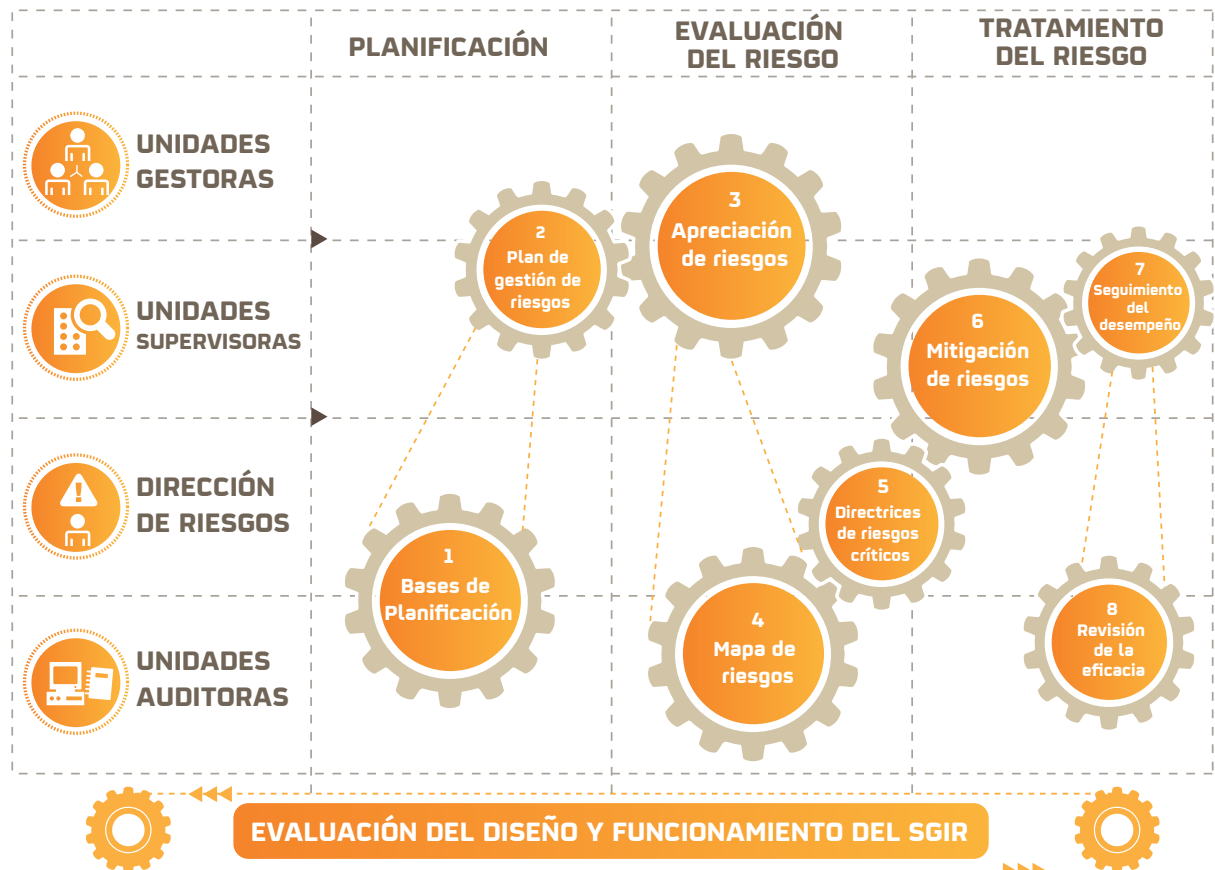 PLANIFICACIÓN
EVALUACIÓN
DEL RIESGO
TRATAMIENTO
DEL RIESGO
UNIDADES
GESTORAS
UNIDADES
SUPERVISORAS
DIRECCIÓN
DE RIESGOS
UNIDADES
AUDITORAS
1
Bases de
Planificación
2
Plan de
gestión de
riesgos
3
Apreciación
de riesgos
4
Mapa de
riesgos
5
Directrices
de riesgos
críticos
6
Mitigación
de riesgos
7
Seguimiento
del
desempeño
8
Revisión
de la
eficacia
EVALUACIÓN DEL DISEÑO Y FUNCIONAMIENTO DEL SGIR